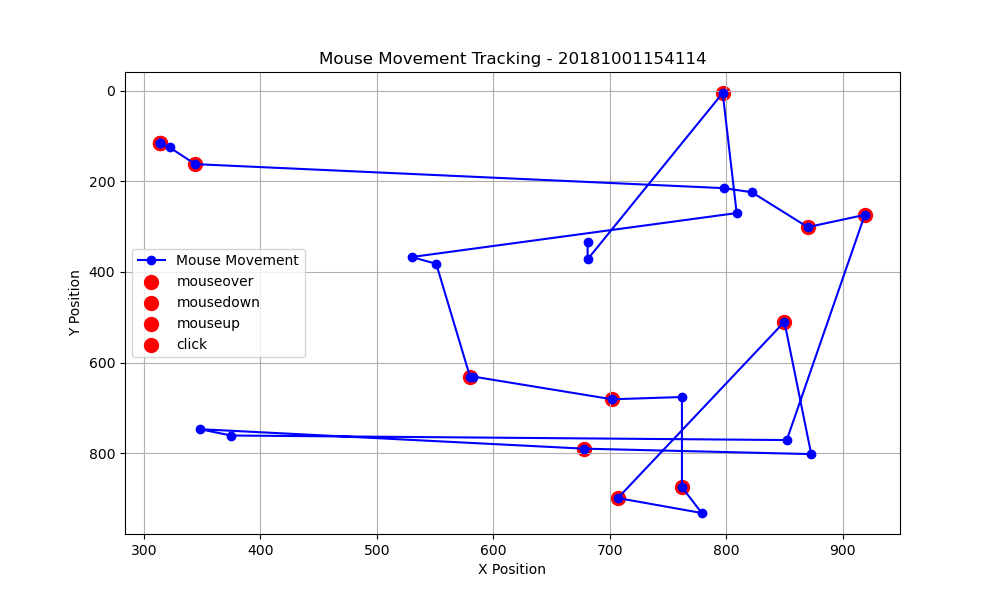 Mouse Movement Tracking - 20181001154114
Y Position
0
200
400
600
800
Mouse Movement
mouseover
mousedown
mouseup
click
300 400 500 600 700 800 900
X Position